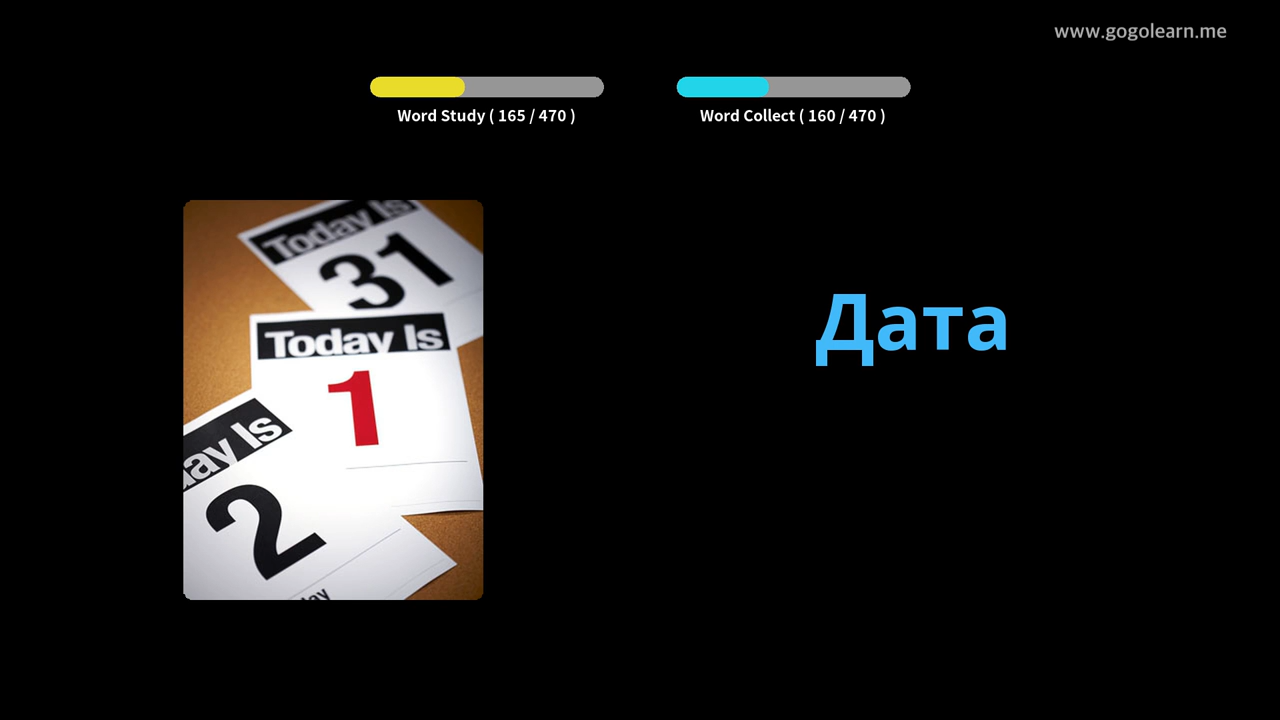 www.gogolearn.me
Word Study ( 165 / 470 )
Word Collect ( 160 / 470 )
Today Is
31
Today Is
1
day Is
2
Дата